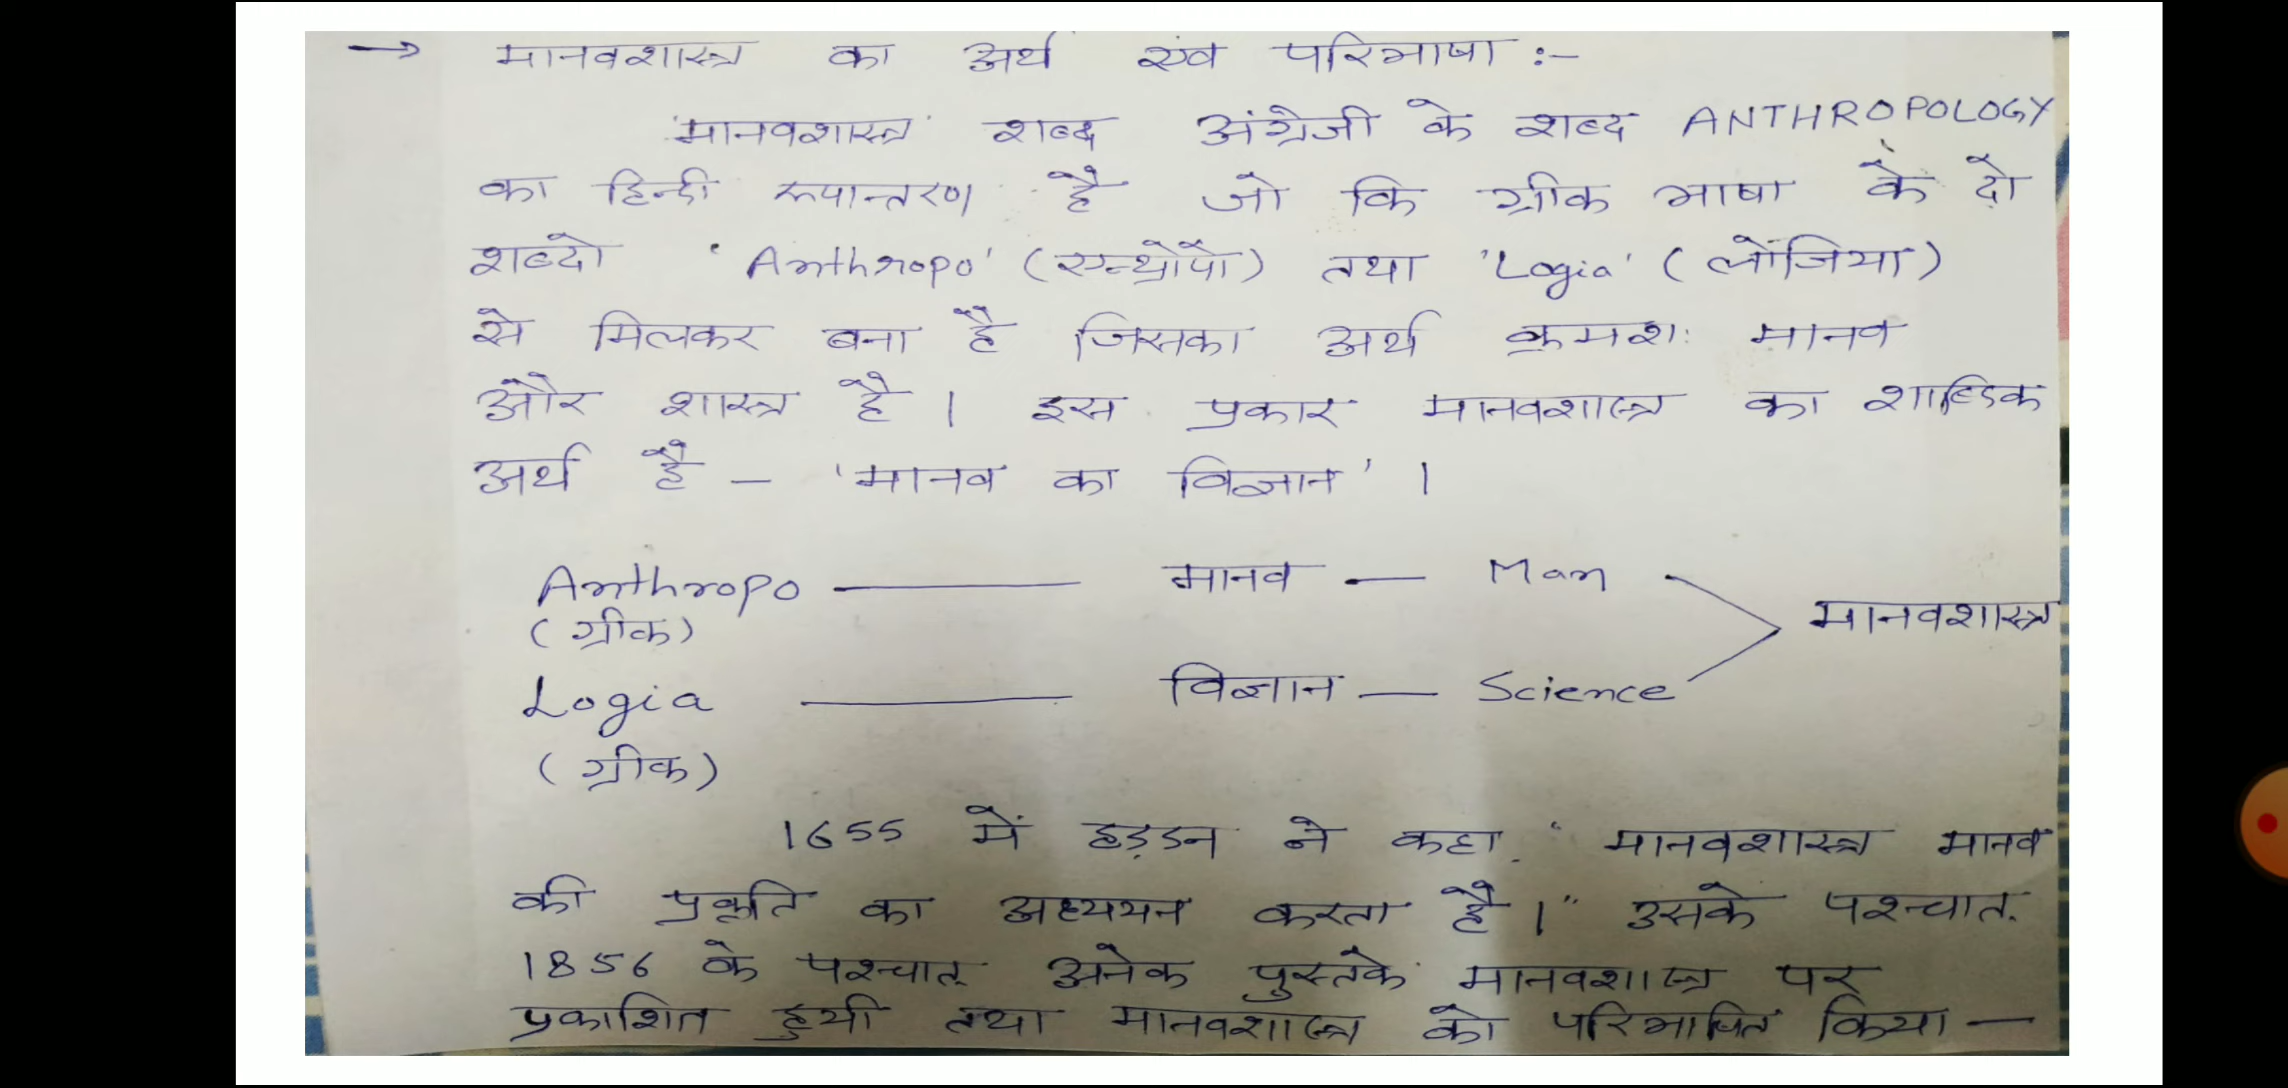 → मानवशास्त्र का अर्थ एंव परिभाषा :-
'मानवशास्त्र' शब्द अंग्रेजी के शब्द ANTHROPOLOGY
का हिन्दी रूपान्तरण है जो कि ग्रीक भाषा के दो
शब्दो 'Anthropo' (एन्थ्रोपो) तथा 'Logia' (लोजिया)
से मिलकर बना है जिसका अर्थ क्रमशः मानव
और शास्त्र है । इस प्रकार मानवशास्त्र का शाब्दिक
अर्थ है - 'मानव का विज्ञान' ।
Anthropo — मानव — Man
(ग्रीक)
मानवशास्त्र
Logia — विज्ञान — Science
(ग्रीक)
1655 में हड़डन ने कहा. "मानवशास्त्र मानव
की प्रकृति का अध्ययन करता है ।" उसके पश्चात्
1856 के पश्चात् अनेक पुस्तके मानवशास्त्र पर
प्रकाशित हुयी तथा मानवशास्त्र को परिभाषित किया —